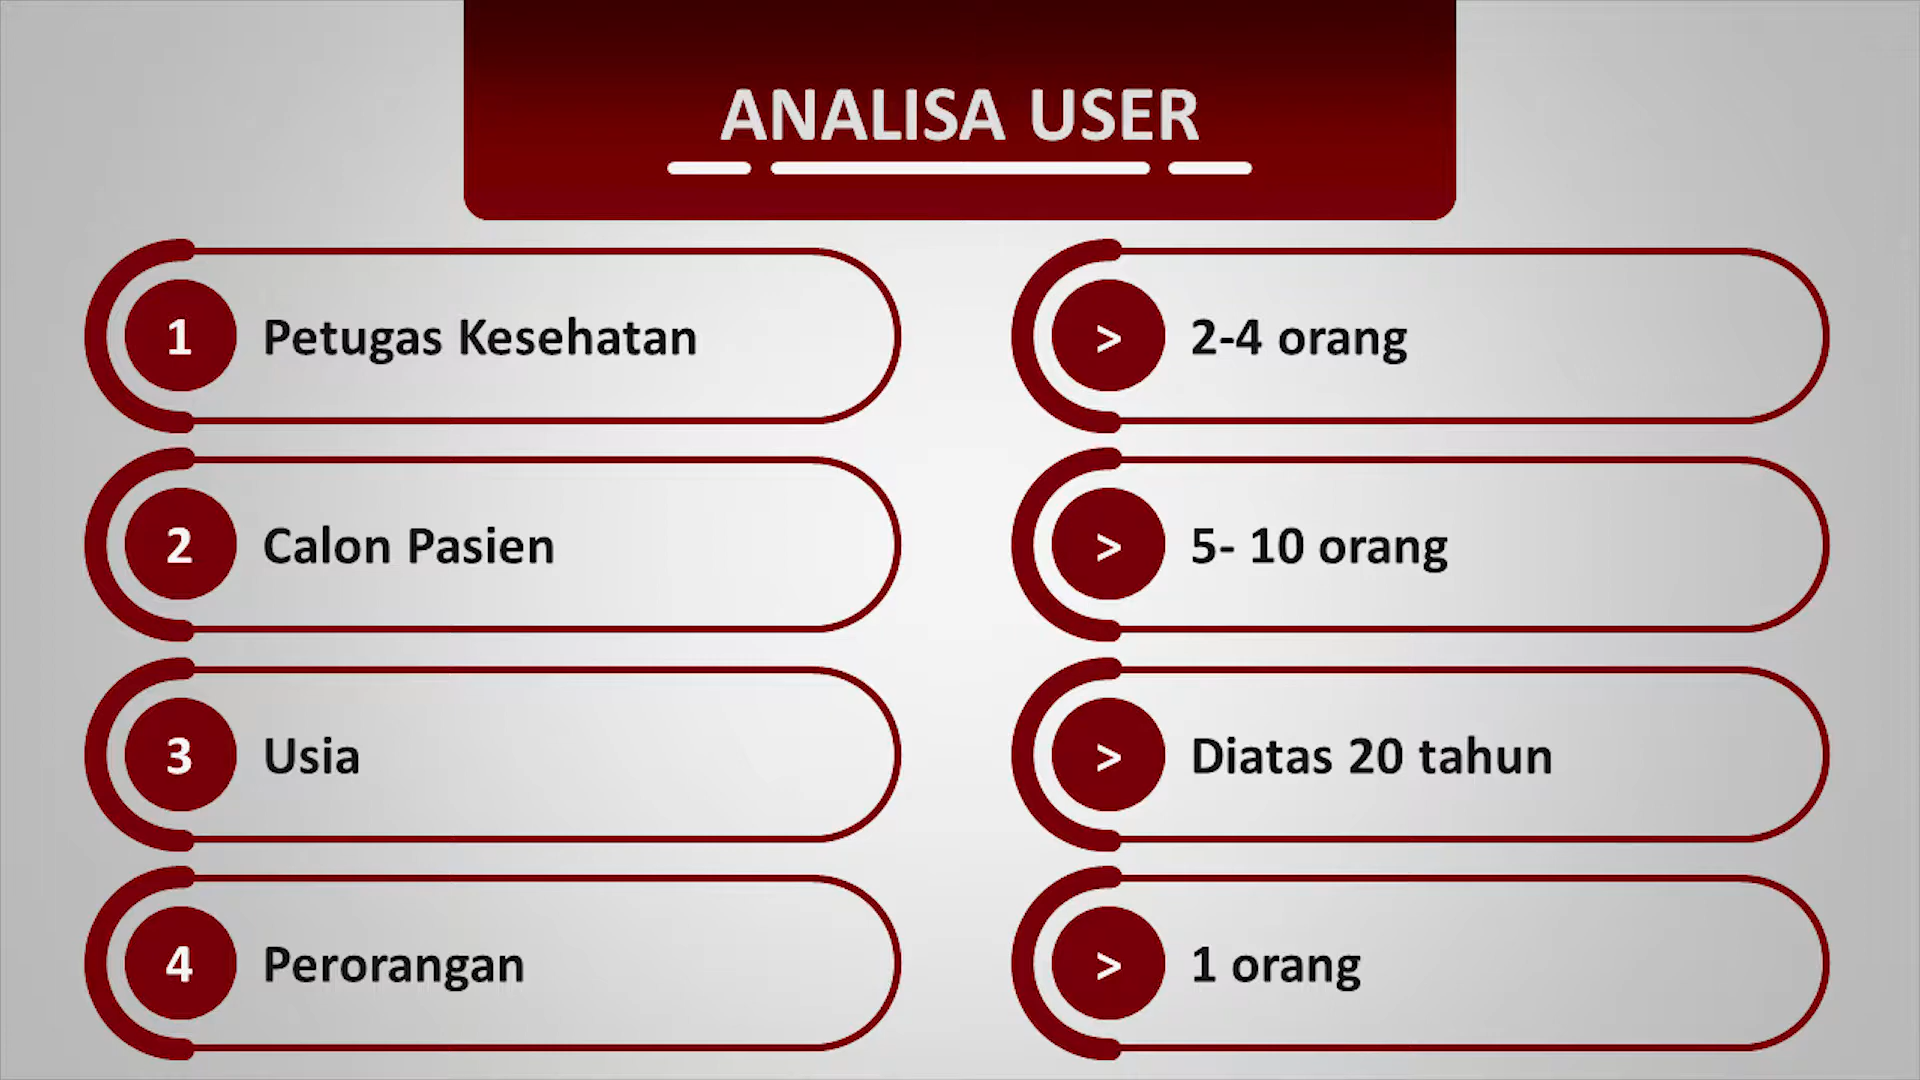 ANALISA USER
1 Petugas Kesehatan
> 2-4 orang
2 Calon Pasien
> 5- 10 orang
3 Usia
> Diatas 20 tahun
4 Perorangan
> 1 orang